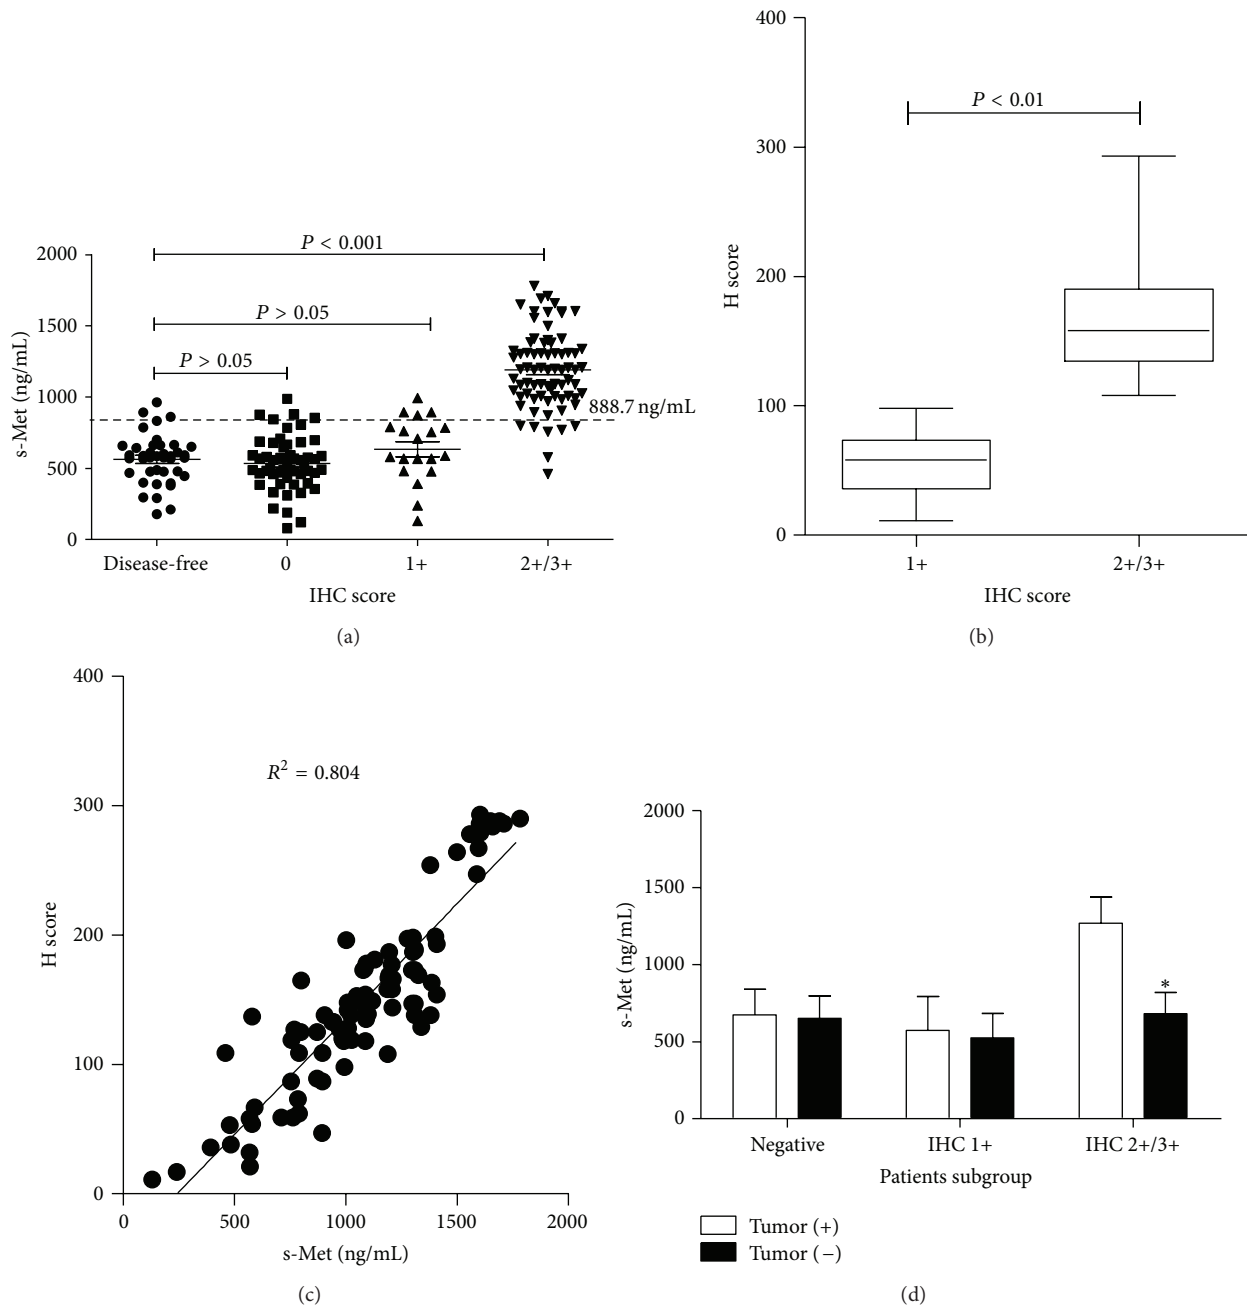 2000
1500
1000
500
0
s-Met (ng/mL)
P < 0.001
P > 0.05
P > 0.05
888.7 ng/mL
Disease-free 0 1+ 2+/3+
IHC score
(a)
400
300
200
100
0
H score
P < 0.01
1+ 2+/3+
IHC score
(b)
400
300
200
100
0
H score
R² = 0.804
0 500 1000 1500 2000
s-Met (ng/mL)
(c)
2000
1500
1000
500
0
s-Met (ng/mL)
*
Negative IHC 1+ IHC 2+/3+
Patients subgroup
Tumor (+)
Tumor (−)
(d)